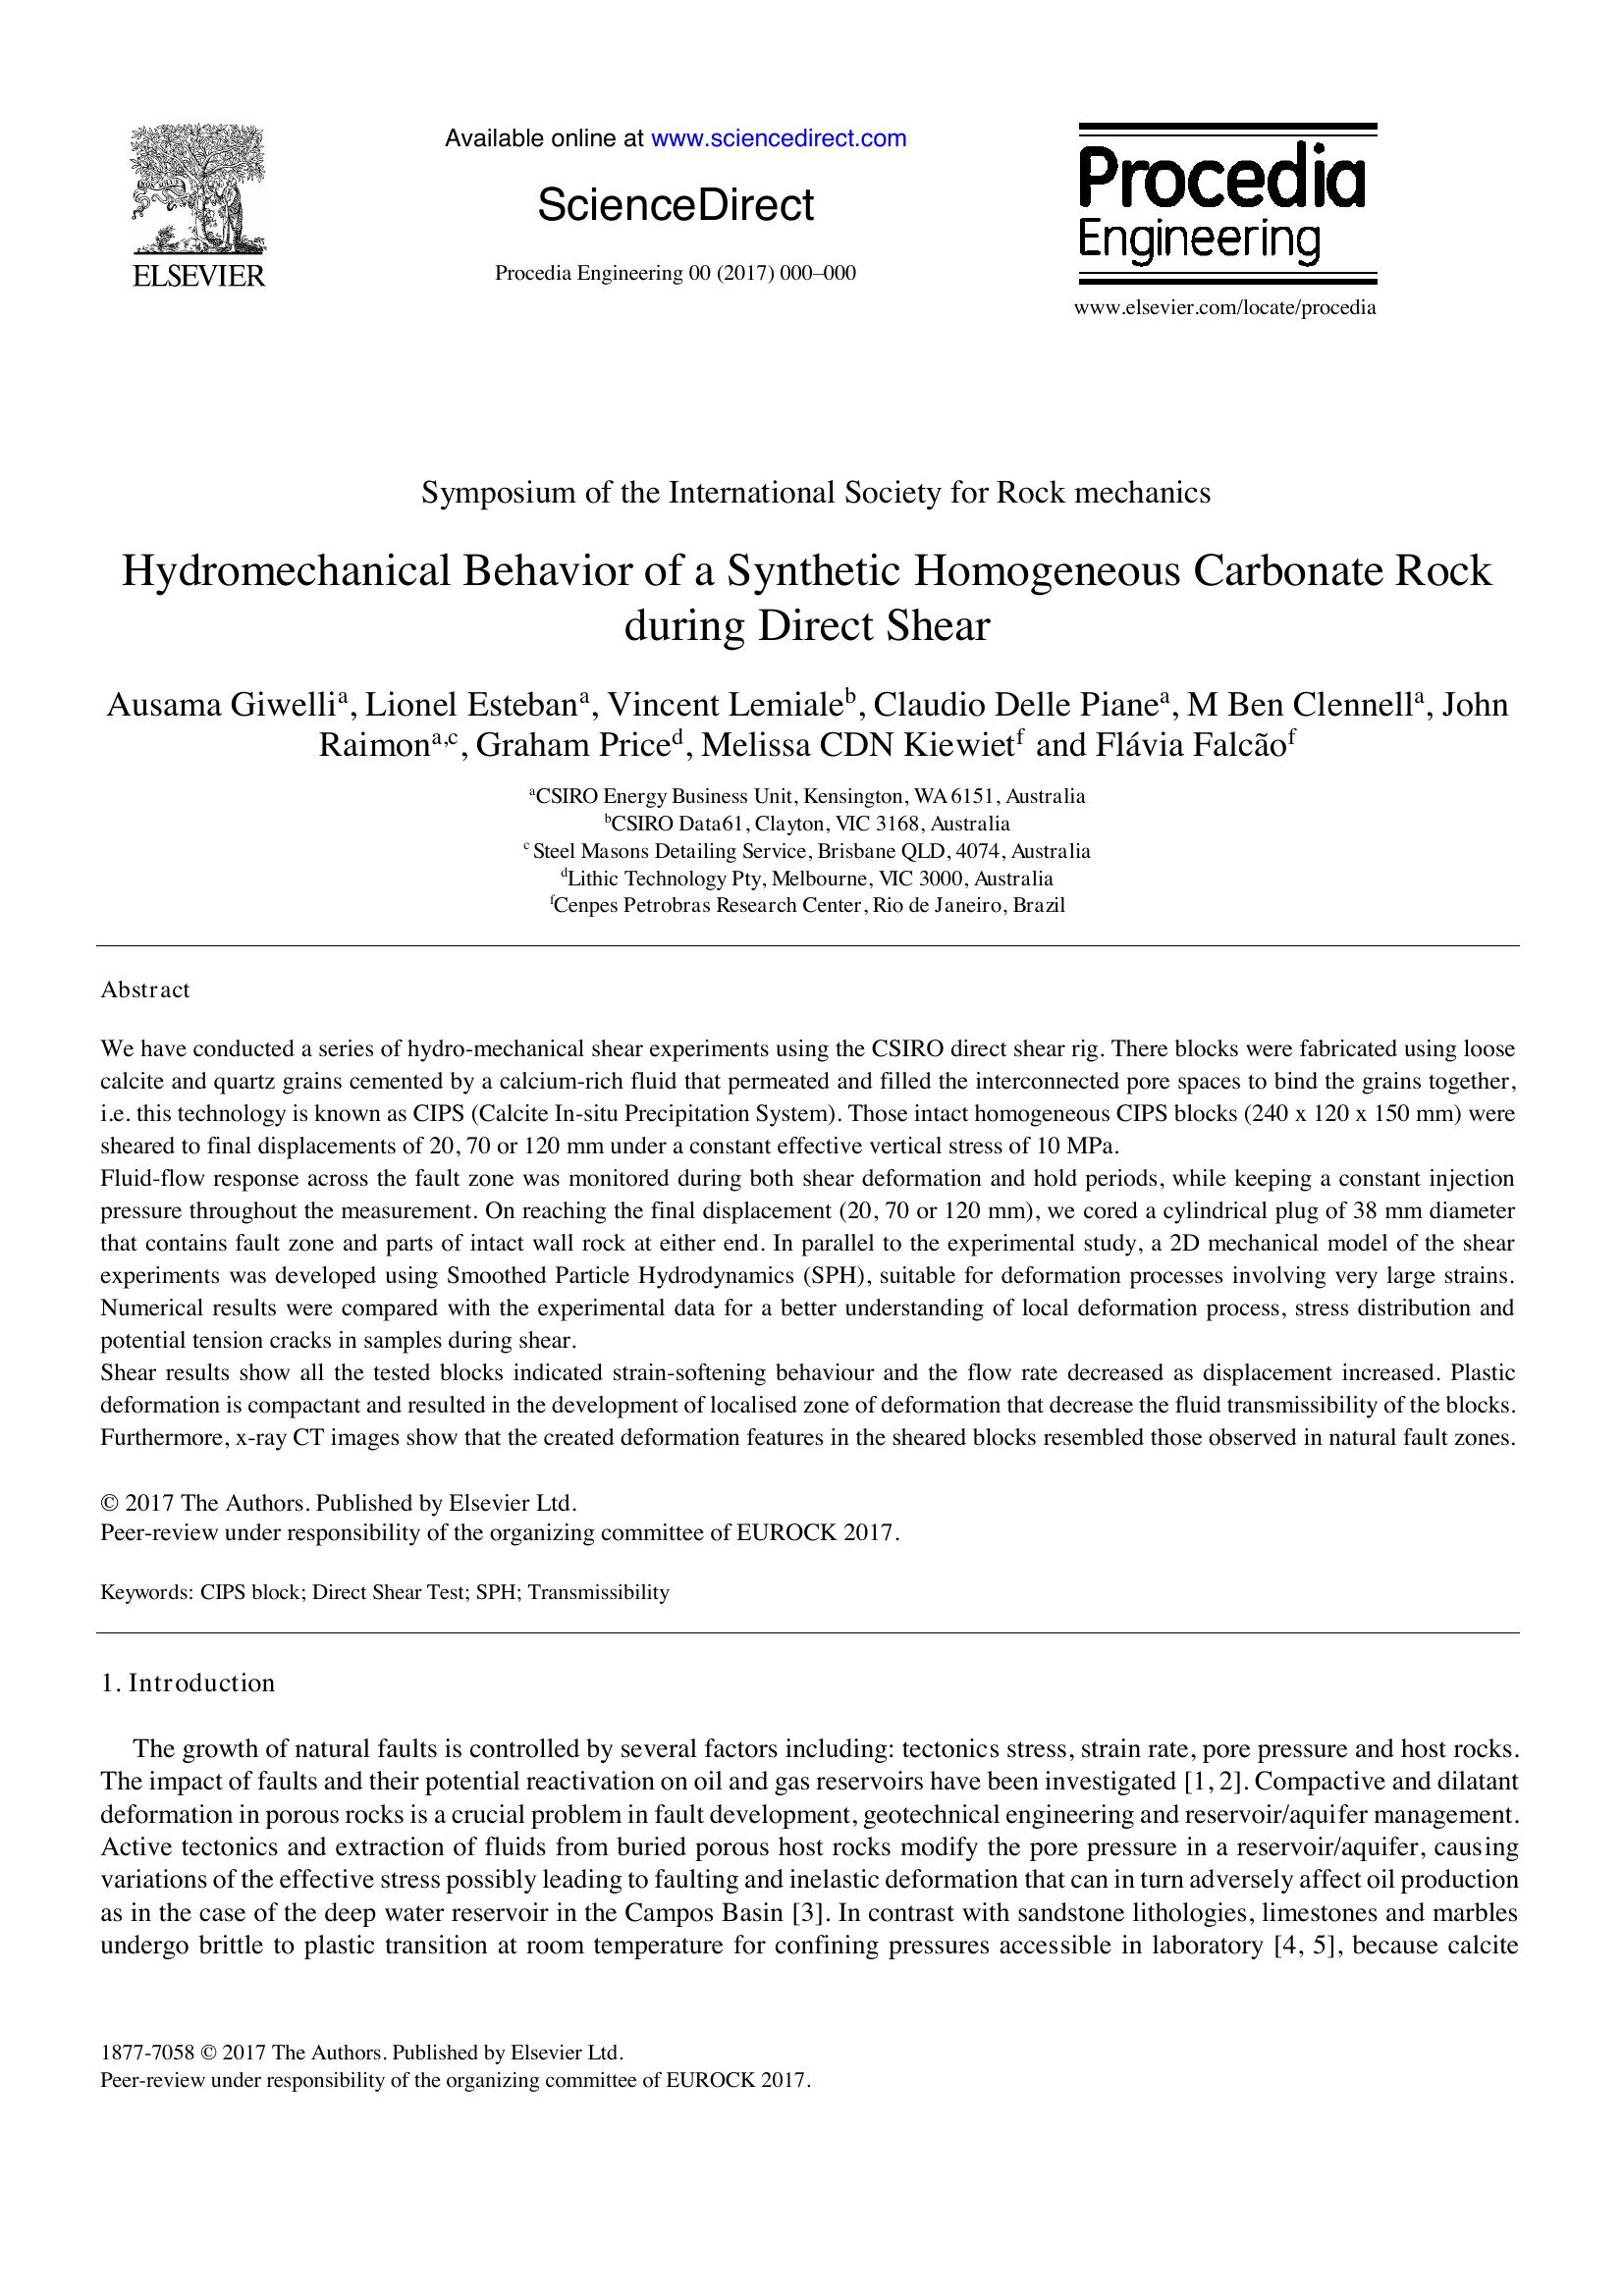 Available online at www.sciencedirect.com
ScienceDirect
Procedia Engineering 00 (2017) 000–000
ELSEVIER
Procedia
Engineering
www.elsevier.com/locate/procedia
Symposium of the International Society for Rock mechanics
Hydromechanical Behavior of a Synthetic Homogeneous Carbonate Rock
during Direct Shear
Ausama Giwelliᵃ, Lionel Estebanᵃ, Vincent Lemialeᵇ, Claudio Delle Pianeᵃ, M Ben Clennellᵃ, John
Raimonᵃ,ᶜ, Graham Priceᵈ, Melissa CDN Kiewietᶠ and Flávia Falcãoᶠ
ᵃCSIRO Energy Business Unit, Kensington, WA 6151, Australia
ᵇCSIRO Data61, Clayton, VIC 3168, Australia
ᶜ Steel Masons Detailing Service, Brisbane QLD, 4074, Australia
ᵈLithic Technology Pty, Melbourne, VIC 3000, Australia
ᶠCenpes Petrobras Research Center, Rio de Janeiro, Brazil
Abstract
We have conducted a series of hydro-mechanical shear experiments using the CSIRO direct shear rig. There blocks were fabricated using loose
calcite and quartz grains cemented by a calcium-rich fluid that permeated and filled the interconnected pore spaces to bind the grains together,
i.e. this technology is known as CIPS (Calcite In-situ Precipitation System). Those intact homogeneous CIPS blocks (240 x 120 x 150 mm) were
sheared to final displacements of 20, 70 or 120 mm under a constant effective vertical stress of 10 MPa.
Fluid-flow response across the fault zone was monitored during both shear deformation and hold periods, while keeping a constant injection
pressure throughout the measurement. On reaching the final displacement (20, 70 or 120 mm), we cored a cylindrical plug of 38 mm diameter
that contains fault zone and parts of intact wall rock at either end. In parallel to the experimental study, a 2D mechanical model of the shear
experiments was developed using Smoothed Particle Hydrodynamics (SPH), suitable for deformation processes involving very large strains.
Numerical results were compared with the experimental data for a better understanding of local deformation process, stress distribution and
potential tension cracks in samples during shear.
Shear results show all the tested blocks indicated strain-softening behaviour and the flow rate decreased as displacement increased. Plastic
deformation is compactant and resulted in the development of localised zone of deformation that decrease the fluid transmissibility of the blocks.
Furthermore, x-ray CT images show that the created deformation features in the sheared blocks resembled those observed in natural fault zones.
© 2017 The Authors. Published by Elsevier Ltd.
Peer-review under responsibility of the organizing committee of EUROCK 2017.
Keywords: CIPS block; Direct Shear Test; SPH; Transmissibility
1. Introduction
The growth of natural faults is controlled by several factors including: tectonics stress, strain rate, pore pressure and host rocks.
The impact of faults and their potential reactivation on oil and gas reservoirs have been investigated [1, 2]. Compactive and dilatant
deformation in porous rocks is a crucial problem in fault development, geotechnical engineering and reservoir/aquifer management.
Active tectonics and extraction of fluids from buried porous host rocks modify the pore pressure in a reservoir/aquifer, causing
variations of the effective stress possibly leading to faulting and inelastic deformation that can in turn adversely affect oil production
as in the case of the deep water reservoir in the Campos Basin [3]. In contrast with sandstone lithologies, limestones and marbles
undergo brittle to plastic transition at room temperature for confining pressures accessible in laboratory [4, 5], because calcite
1877-7058 © 2017 The Authors. Published by Elsevier Ltd.
Peer-review under responsibility of the organizing committee of EUROCK 2017.